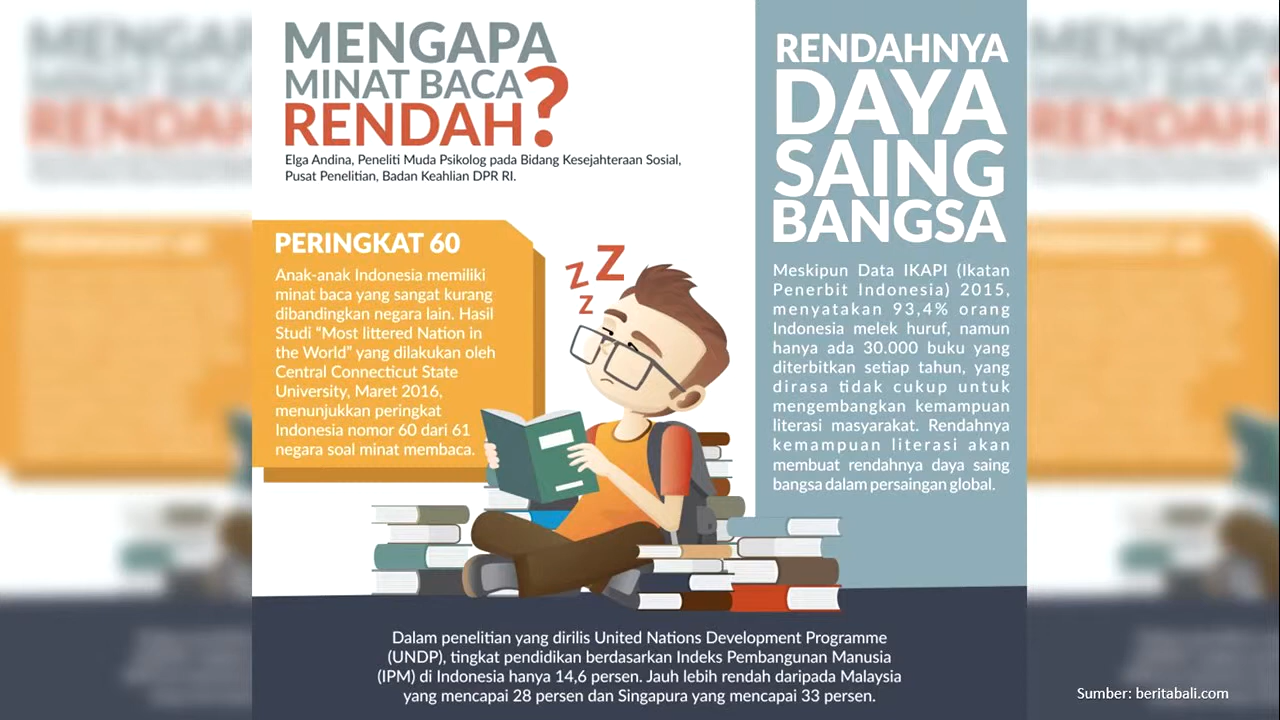 MENGAPA
MINAT BACA
RENDAH?
Elga Andina, Peneliti Muda Psikolog pada Bidang Kesejahteraan Sosial,
Pusat Penelitian, Badan Keahlian DPR RI.
PERINGKAT 60
Anak-anak Indonesia memiliki
minat baca yang sangat kurang
dibandingkan negara lain. Hasil
Studi “Most littered Nation in
the World” yang dilakukan oleh
Central Connecticut State
University, Maret 2016,
menunjukkan peringkat
Indonesia nomor 60 dari 61
negara soal minat membaca.
Z Z
Z
RENDAHNYA
DAYA
SAING
BANGSA
Meskipun Data IKAPI (Ikatan
Penerbit Indonesia) 2015,
menyatakan 93,4% orang
Indonesia melek huruf, namun
hanya ada 30.000 buku yang
diterbitkan setiap tahun, yang
dirasa tidak cukup untuk
mengembangkan kemampuan
literasi masyarakat. Rendahnya
kemampuan literasi akan
membuat rendahnya daya saing
bangsa dalam persaingan global.
Dalam penelitian yang dirilis United Nations Development Programme
(UNDP), tingkat pendidikan berdasarkan Indeks Pembangunan Manusia
(IPM) di Indonesia hanya 14,6 persen. Jauh lebih rendah daripada Malaysia
yang mencapai 28 persen dan Singapura yang mencapai 33 persen.
Sumber: beritabali.com